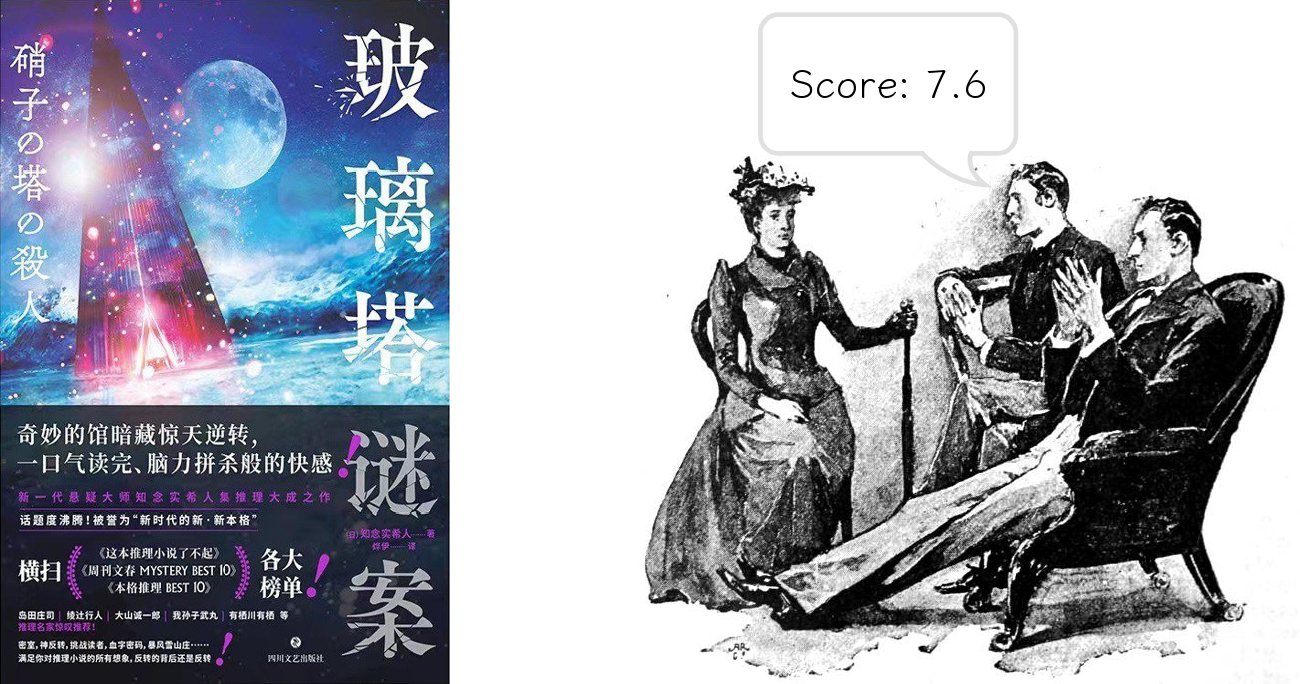 硝子の塔の殺人
玻璃塔
谜案
奇妙的馆暗藏惊天逆转，
一口气读完、脑力拼杀般的快感！
新一代悬疑大师知念实希人集推理大成之作
话题度沸腾！被誉为“新时代的新·新本格”
[日]知念实希人……著
烨伊……译
横扫
《这本推理小说了不起》
《周刊文春 MYSTERY BEST 10》
《本格推理 BEST 10》
各大
榜单！
岛田庄司 | 绫辻行人 | 大山诚一郎 | 我孙子武丸 | 有栖川有栖 等
推理名家惊叹推荐！
密室，神反转，挑战读者，血字密码，暴风雪山庄……
满足你对推理小说的所有想象，反转的背后还是反转！
四川文艺出版社
Score: 7.6